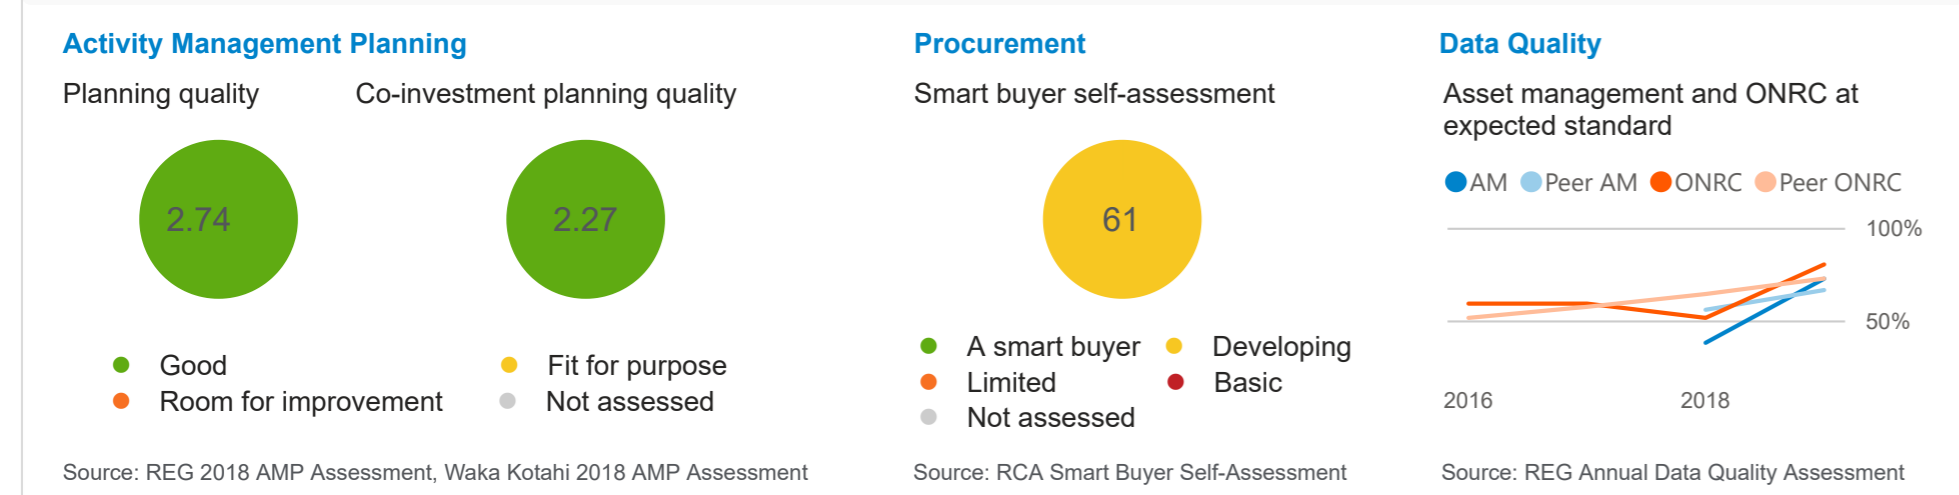 Activity Management Planning
Planning quality
Co-investment planning quality
2.74
2.27
Good
Fit for purpose
Room for improvement
Not assessed
Source: REG 2018 AMP Assessment, Waka Kotahi 2018 AMP Assessment
Procurement
Smart buyer self-assessment
61
A smart buyer
Developing
Limited
Basic
Not assessed
Source: RCA Smart Buyer Self-Assessment
Data Quality
Asset management and ONRC at
expected standard
AM Peer AM ONRC Peer ONRC
100%
50%
2016
2018
Source: REG Annual Data Quality Assessment